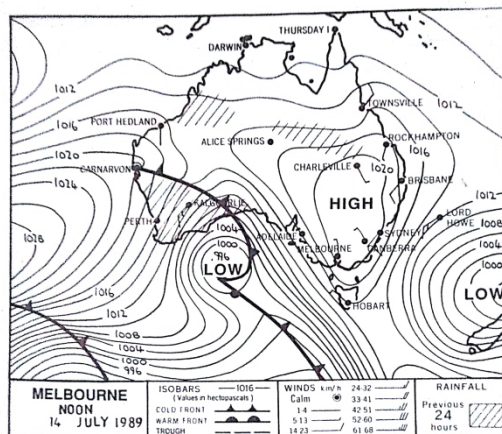 THURSDAY I
DARWIN
1012
1012
TOWNSVILLE
1016
PORT HEDLAND
ROCKHAMPTON
ALICE SPRINGS
1016
1020
CHARLEVILLE
1020
CARNARVON
BRISBANE
1024
HIGH
1012
KALGOORLIE
LORD
HOWE
1004
PERTH
ADELAIDE
SYDNEY
1008
1028
1000
MELBOURNE
CANBERRA
1004
996
1000
LOW
LOW
1016
HOBART
1012
1008
1004
1000
996
MELBOURNE
NOON
14 JULY 1989
ISOBARS 1016
(Values in hectopascals)
COLD FRONT
WARM FRONT
TROUGH
WINDS km/h
Calm
1-4
5-13
14-23
24-32
33-41
42-51
52-60
61-68
RAINFALL
Previous
24
hours